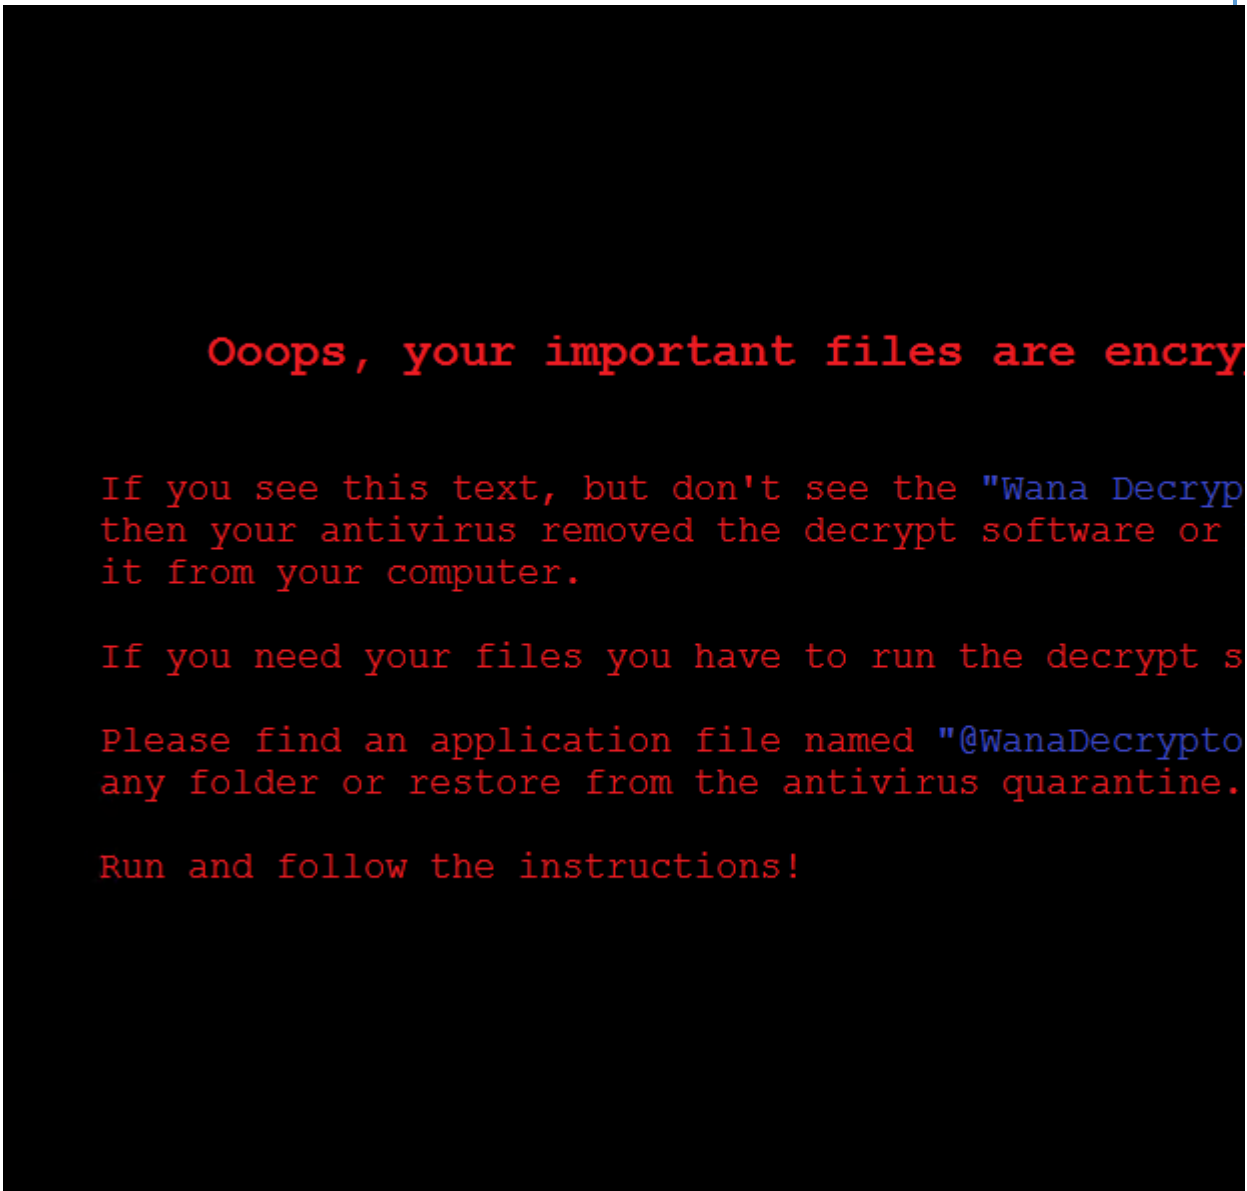 Ooops, your important files are encry
If you see this text, but don't see the "Wana Decryp
then your antivirus removed the decrypt software or
it from your computer.
If you need your files you have to run the decrypt s
Please find an application file named "@WanaDecrypto
any folder or restore from the antivirus quarantine.
Run and follow the instructions!